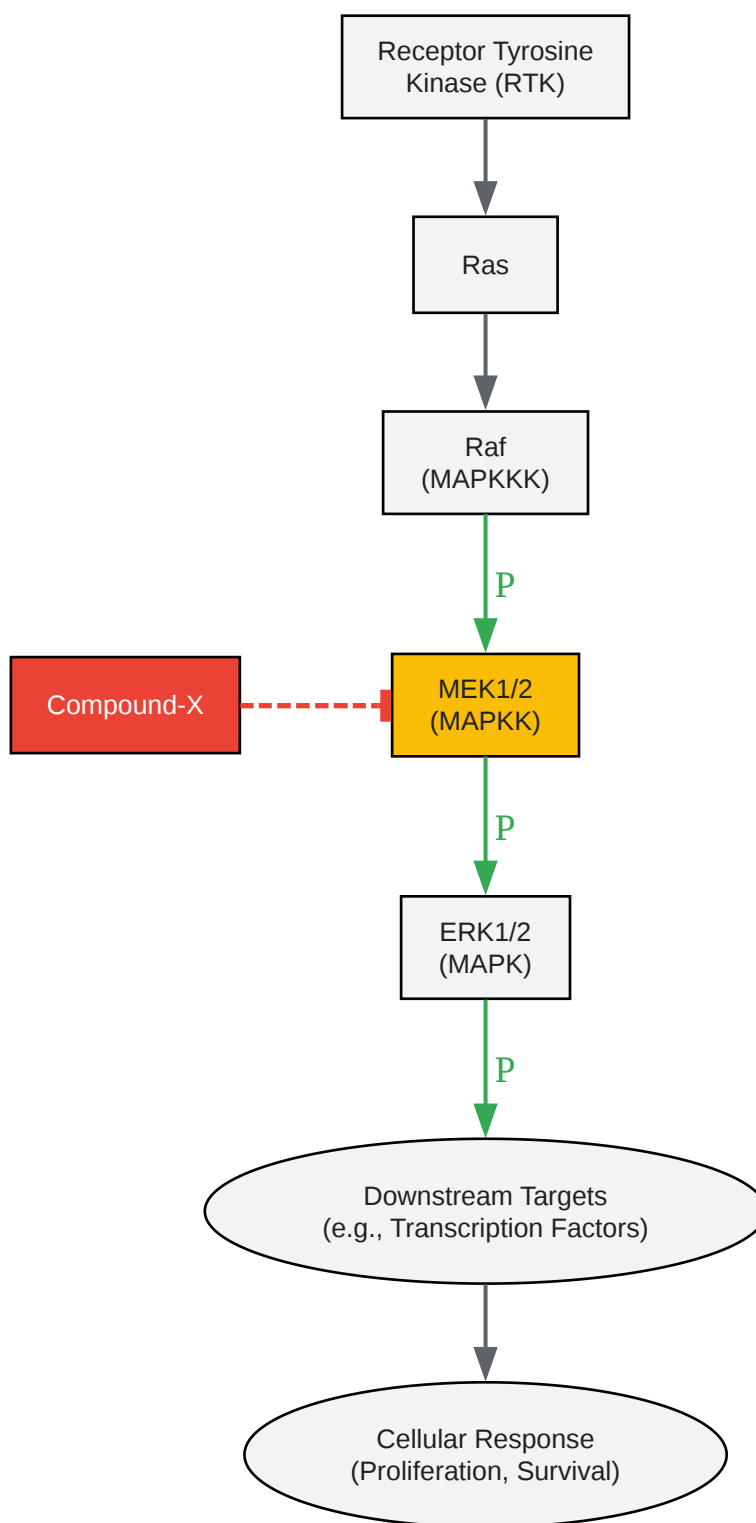 Receptor Tyrosine
Kinase (RTK)
Ras
Raf
(MAPKKK)
P
Compound-X
MEK1/2
(MAPKK)
P
ERK1/2
(MAPK)
P
Downstream Targets
(e.g., Transcription Factors)
Cellular Response
(Proliferation, Survival)